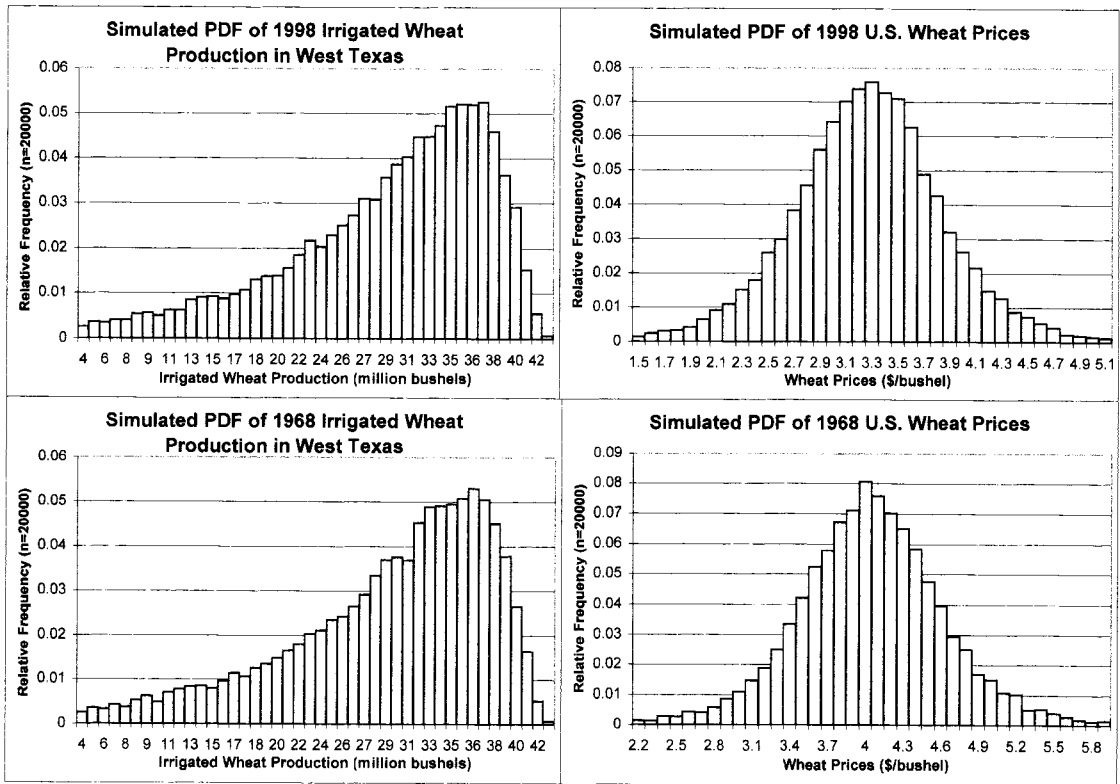 Simulated PDF of 1998 Irrigated Wheat
Production in West Texas
Relative Frequency (n=20000)
0.06
0.05
0.04
0.03
0.02
0.01
0
4 6 8 9 11 13 15 17 18 20 22 24 26 27 29 31 33 35 36 38 40 42
Irrigated Wheat Production (million bushels)
Simulated PDF of 1998 U.S. Wheat Prices
Relative Frequency (n=20000)
0.08
0.07
0.06
0.05
0.04
0.03
0.02
0.01
0
1.5 1.7 1.9 2.1 2.3 2.5 2.7 2.9 3.1 3.3 3.5 3.7 3.9 4.1 4.3 4.5 4.7 4.9 5.1
Wheat Prices ($/bushel)
Simulated PDF of 1968 Irrigated Wheat
Production in West Texas
Relative Frequency (n=20000)
0.06
0.05
0.04
0.03
0.02
0.01
0
4 6 8 9 11 13 15 17 18 20 22 24 26 27 29 31 33 35 36 38 40 42
Irrigated Wheat Production (million bushels)
Simulated PDF of 1968 U.S. Wheat Prices
Relative Frequency (n=20000)
0.09
0.08
0.07
0.06
0.05
0.04
0.03
0.02
0.01
0
2.2 2.5 2.8 3.1 3.4 3.7 4 4.3 4.6 4.9 5.2 5.5 5.8
Wheat Prices ($/bushel)